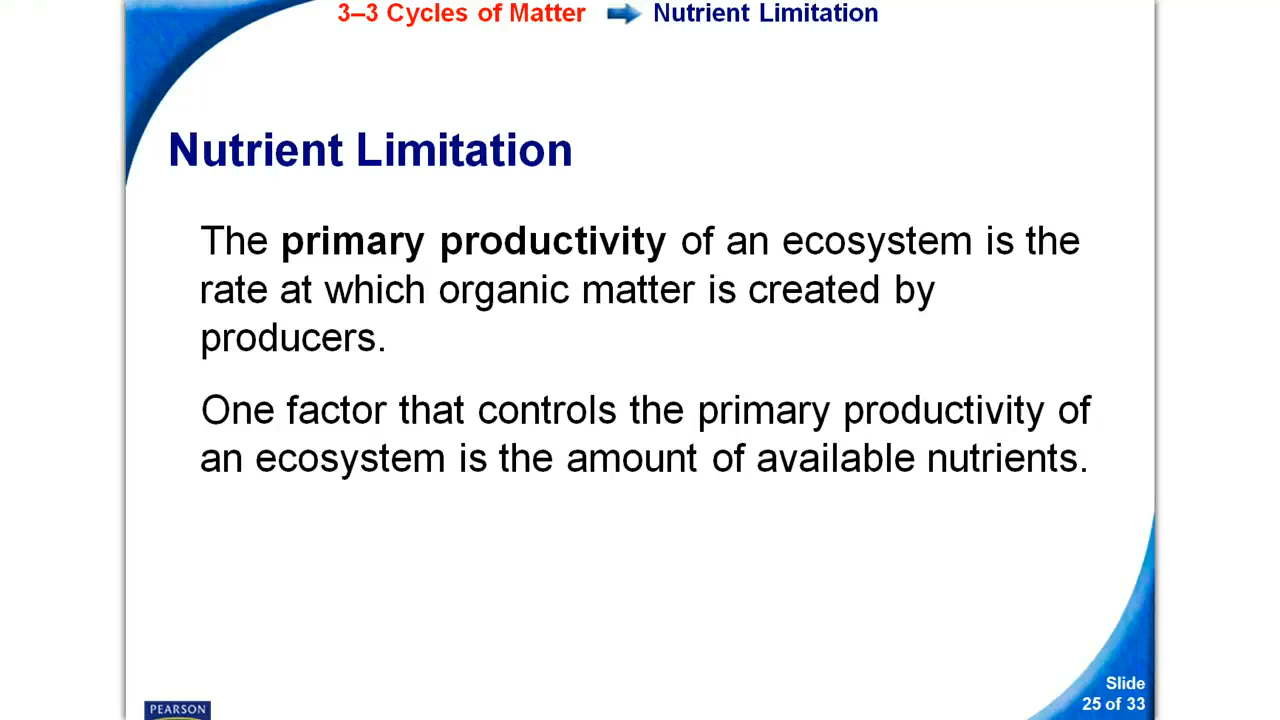 3–3 Cycles of Matter Nutrient Limitation
Nutrient Limitation
The primary productivity of an ecosystem is the
rate at which organic matter is created by
producers.
One factor that controls the primary productivity of
an ecosystem is the amount of available nutrients.
Slide
25 of 33
PEARSON